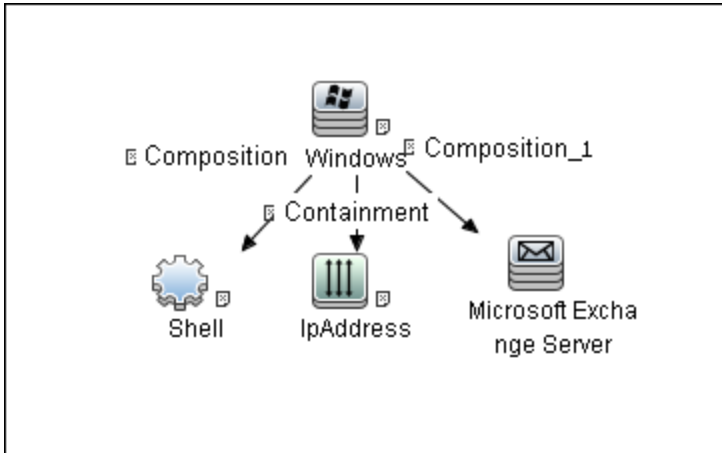 Composition
Windows
Composition_1
Containment
Shell
IpAddress
Microsoft Excha
nge Server